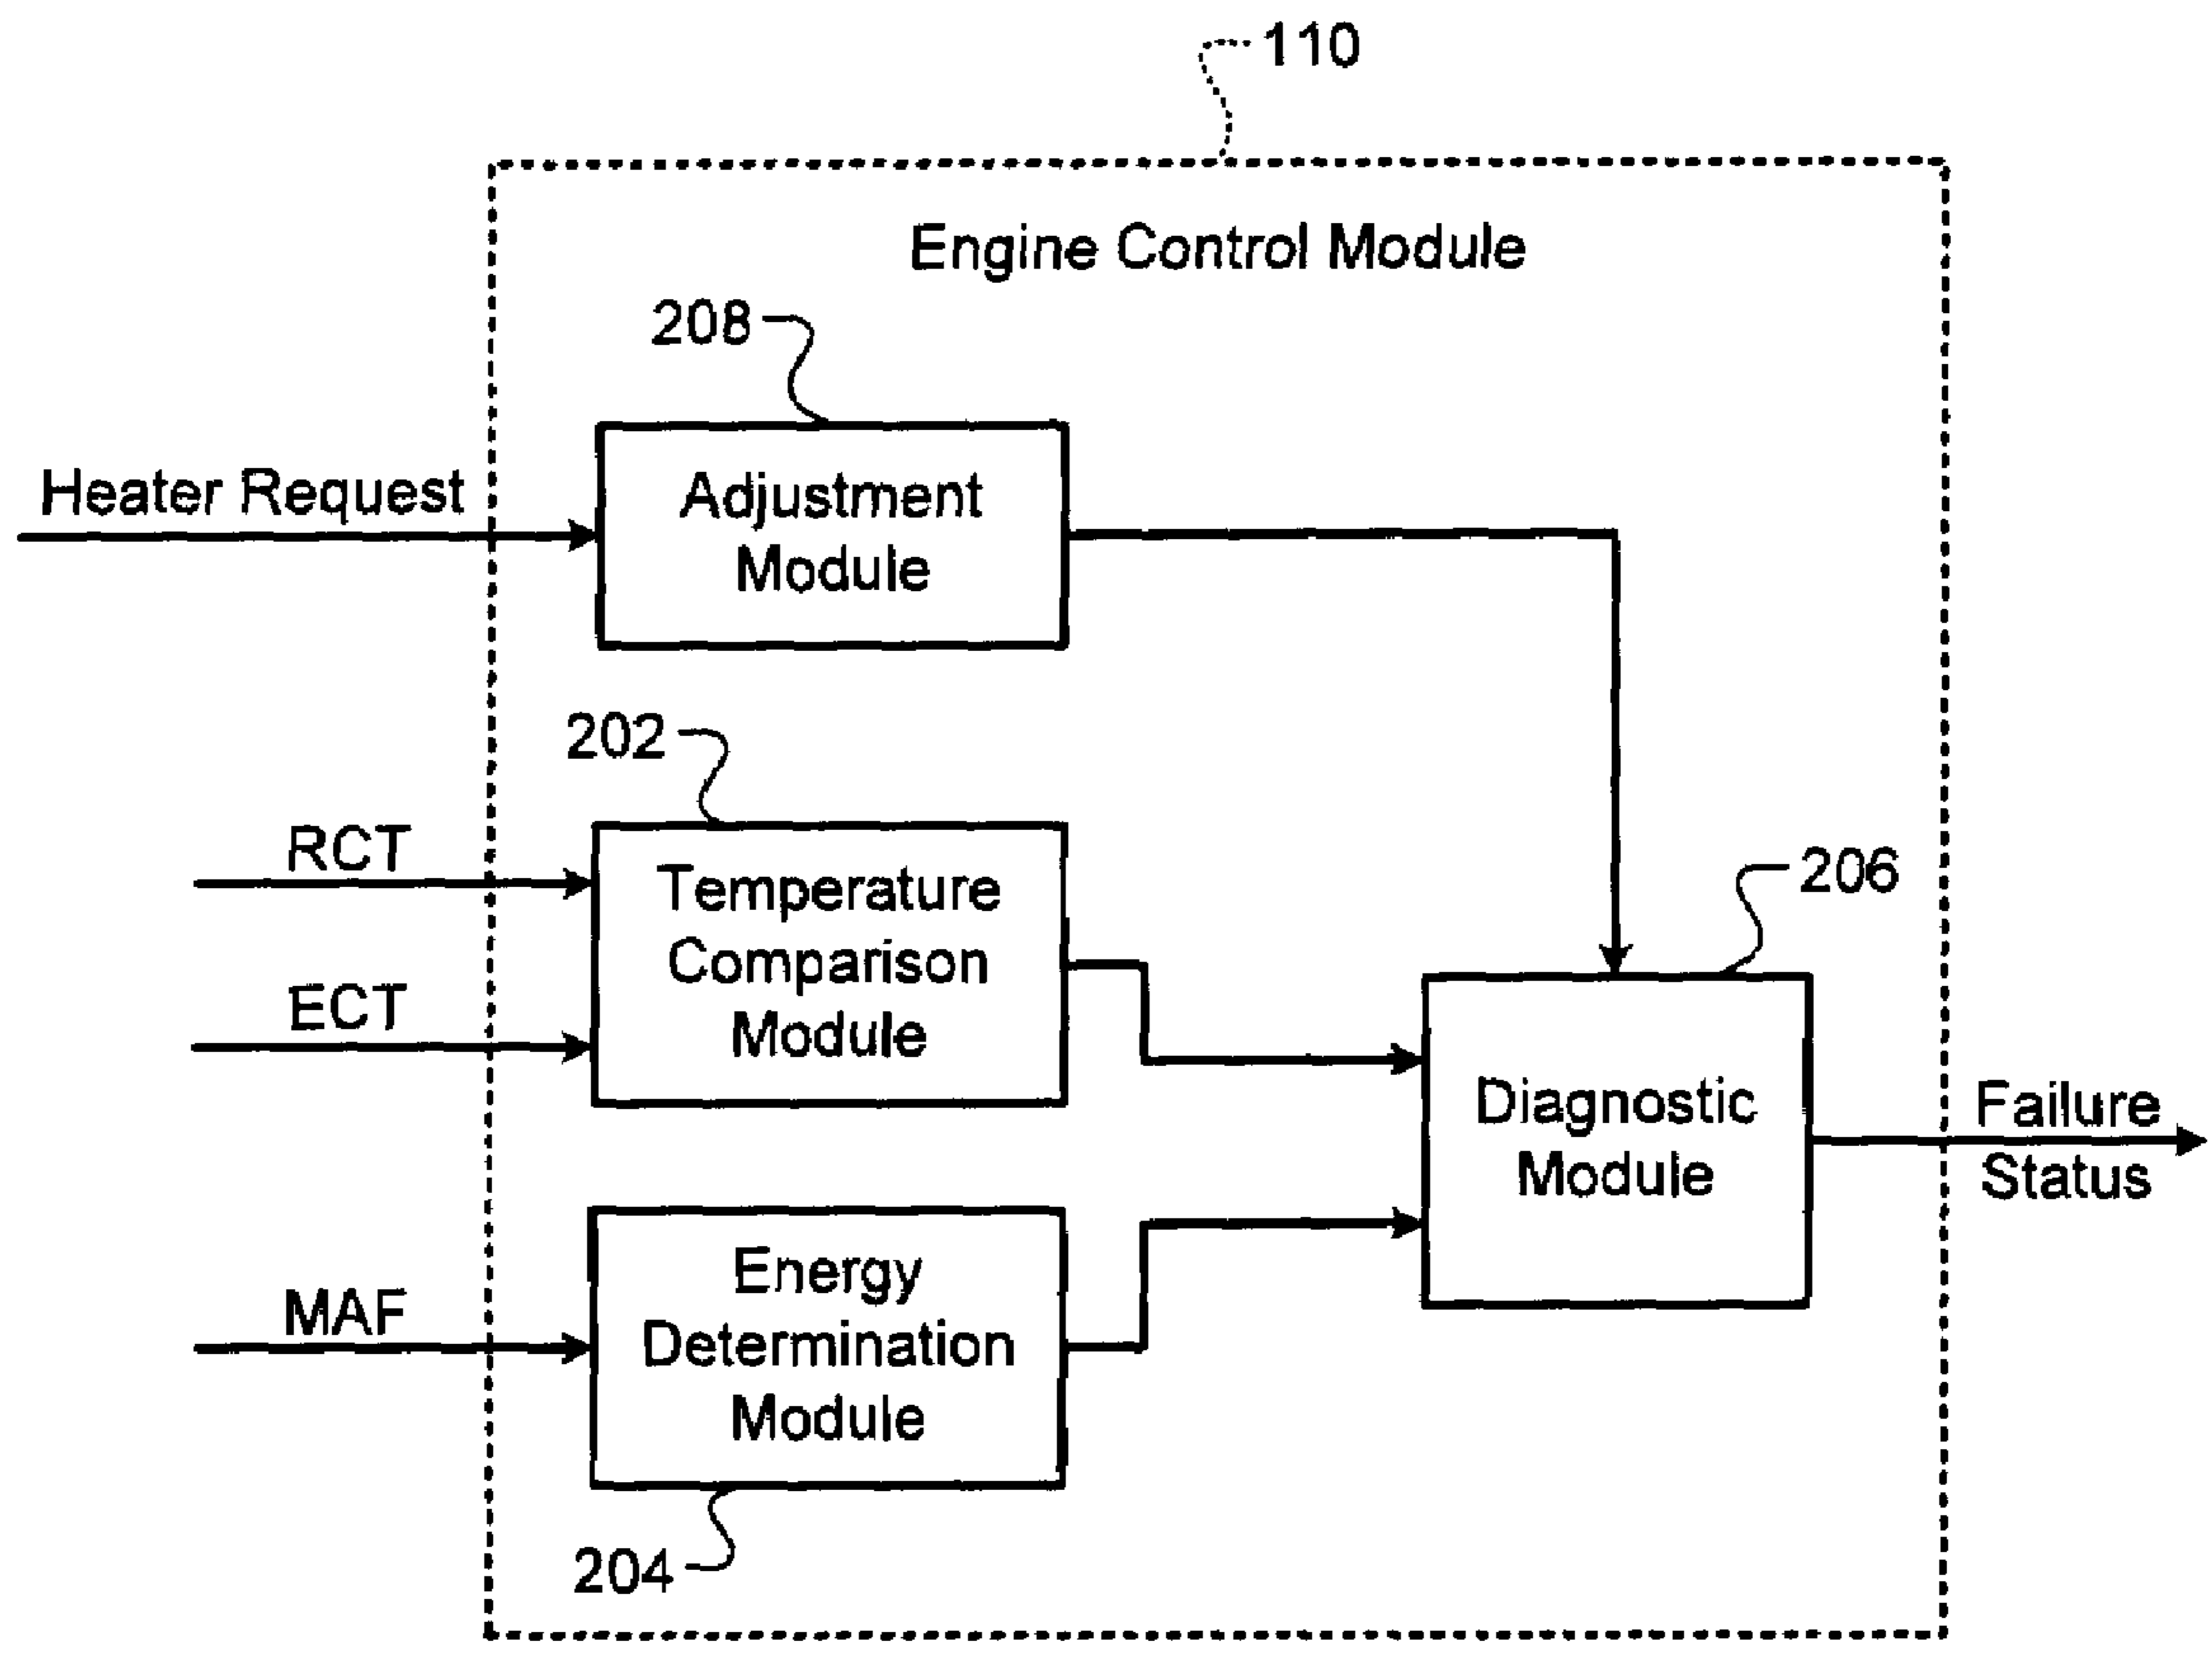 110
Engine Control Module
208
Heater Request
Adjustment
Module
202
RCT
ECT
Temperature
Comparison
Module
206
Diagnostic
Module
Failure
Status
MAF
Energy
Determination
Module
204